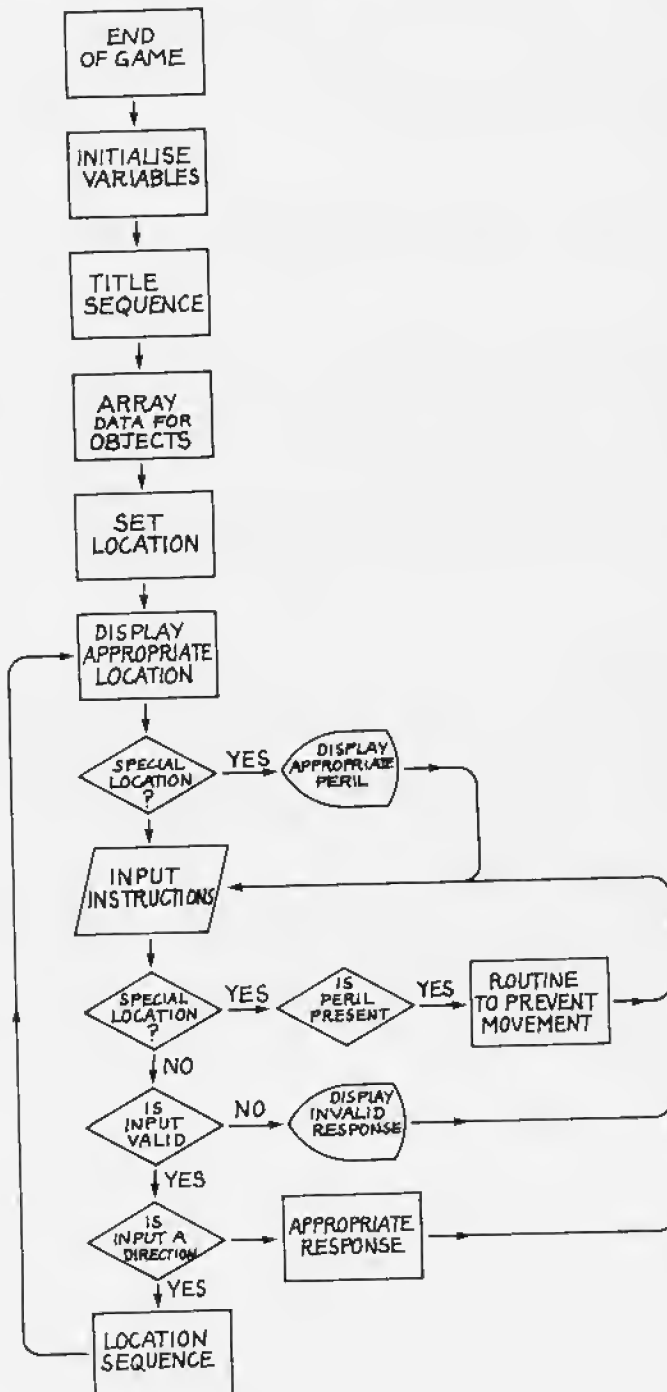 END
OF GAME
INITIALISE
VARIABLES
TITLE
SEQUENCE
ARRAY
DATA FOR
OBJECTS
SET
LOCATION
DISPLAY
APPROPRIATE
LOCATION
SPECIAL
LOCATION
?
YES
DISPLAY
APPROPRIATE
PERIL
INPUT
INSTRUCTIONS
SPECIAL
LOCATION
?
YES
IS
PERIL
PRESENT
YES
ROUTINE
TO PREVENT
MOVEMENT
NO
IS
INPUT
VALID
NO
DISPLAY
INVALID
RESPONSE
YES
IS
INPUT A
DIRECTION
APPROPRIATE
RESPONSE
YES
LOCATION
SEQUENCE